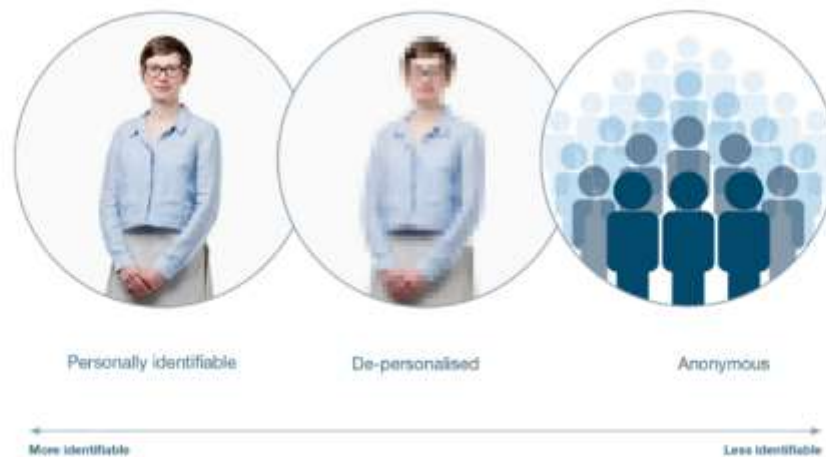 Personally identifiable
De-personalised
Anonymous
More identifiable
Less identifiable